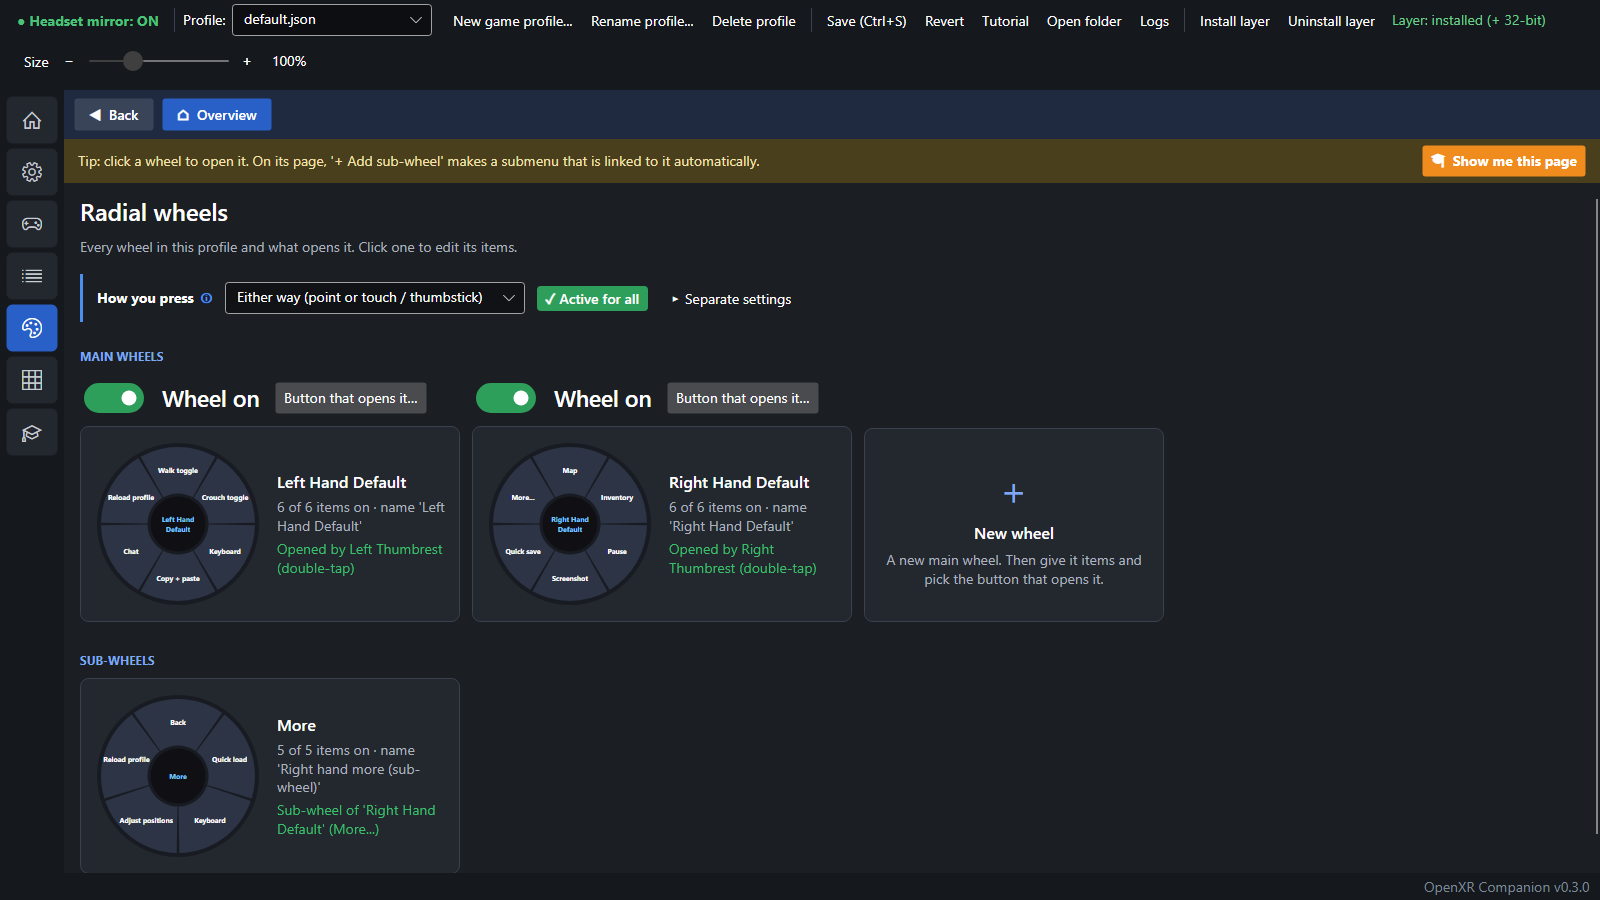 Headset mirror: ON
Profile:
default.json
New game profile...
Rename profile...
Delete profile
Save (Ctrl+S)
Revert
Tutorial
Open folder
Logs
Install layer
Uninstall layer
Layer: installed (+ 32-bit)
Size
−
+
100%
Back
Overview
Tip: click a wheel to open it. On its page, '+ Add sub-wheel' makes a submenu that is linked to it automatically.
Show me this page
Radial wheels
Every wheel in this profile and what opens it. Click one to edit its items.
How you press
Either way (point or touch / thumbstick)
✓ Active for all
Separate settings
MAIN WHEELS
Wheel on
Button that opens it...
Wheel on
Button that opens it...
Walk toggle
Reload profile
Crouch toggle
Left Hand
Default
Chat
Keyboard
Copy + paste
Left Hand Default
6 of 6 items on · name 'Left
Hand Default'
Opened by Left Thumbrest
(double-tap)
Map
More...
Inventory
Right Hand
Default
Quick save
Pause
Screenshot
Right Hand Default
6 of 6 items on · name
'Right Hand Default'
Opened by Right
Thumbrest (double-tap)
+
New wheel
A new main wheel. Then give it items and
pick the button that opens it.
SUB-WHEELS
Back
Reload profile
Quick load
More
Adjust positions
Keyboard
More
5 of 5 items on · name
'Right hand more (sub-
wheel)'
Sub-wheel of 'Right Hand
Default' (More...)
OpenXR Companion v0.3.0